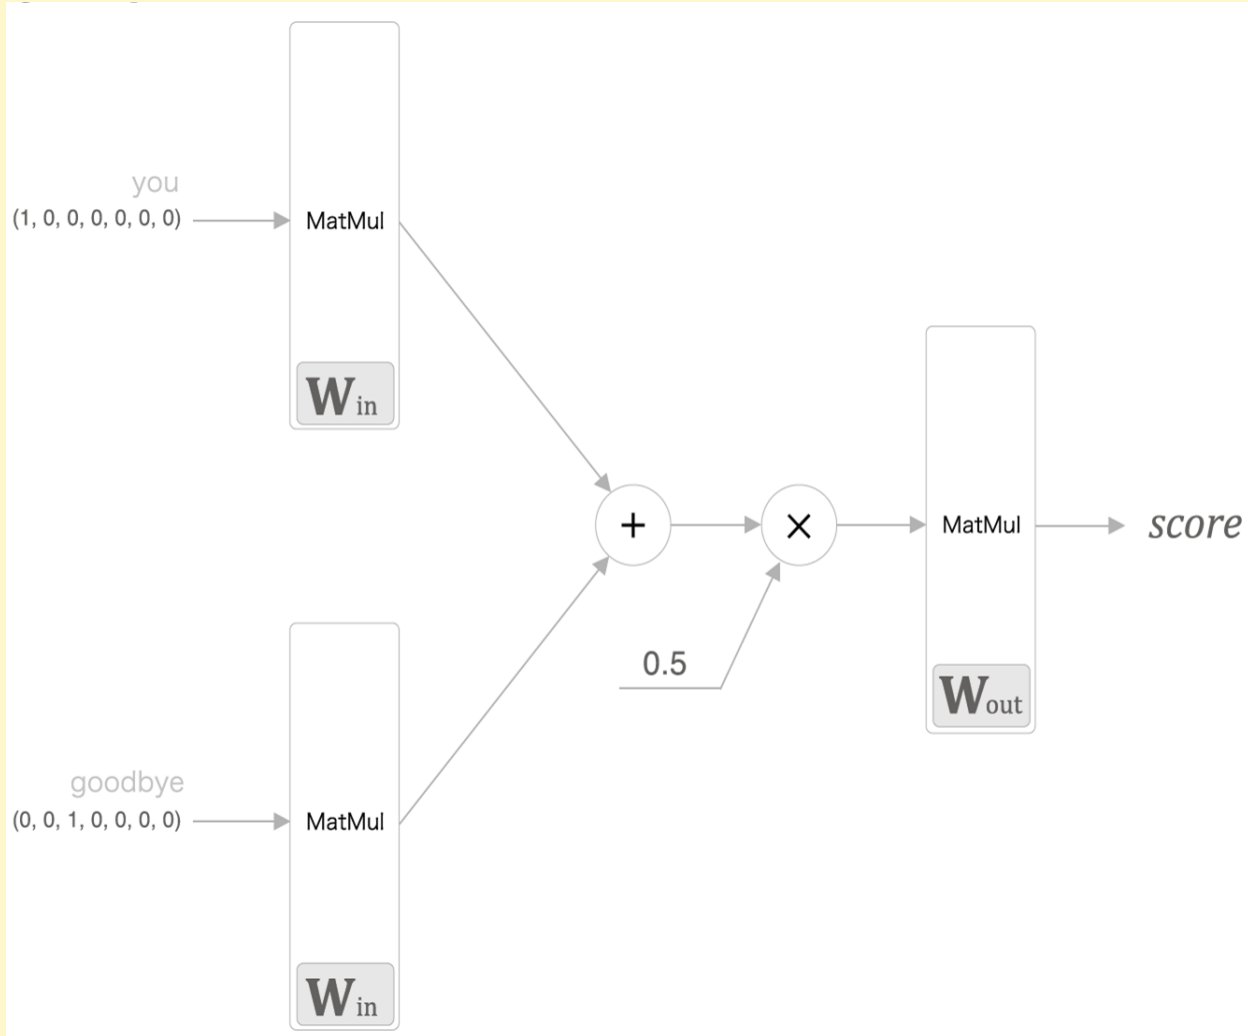 you
(1, 0, 0, 0, 0, 0, 0)
MatMul
W in
+
×
MatMul
score
0.5
W out
goodbye
(0, 0, 1, 0, 0, 0, 0)
MatMul
W in